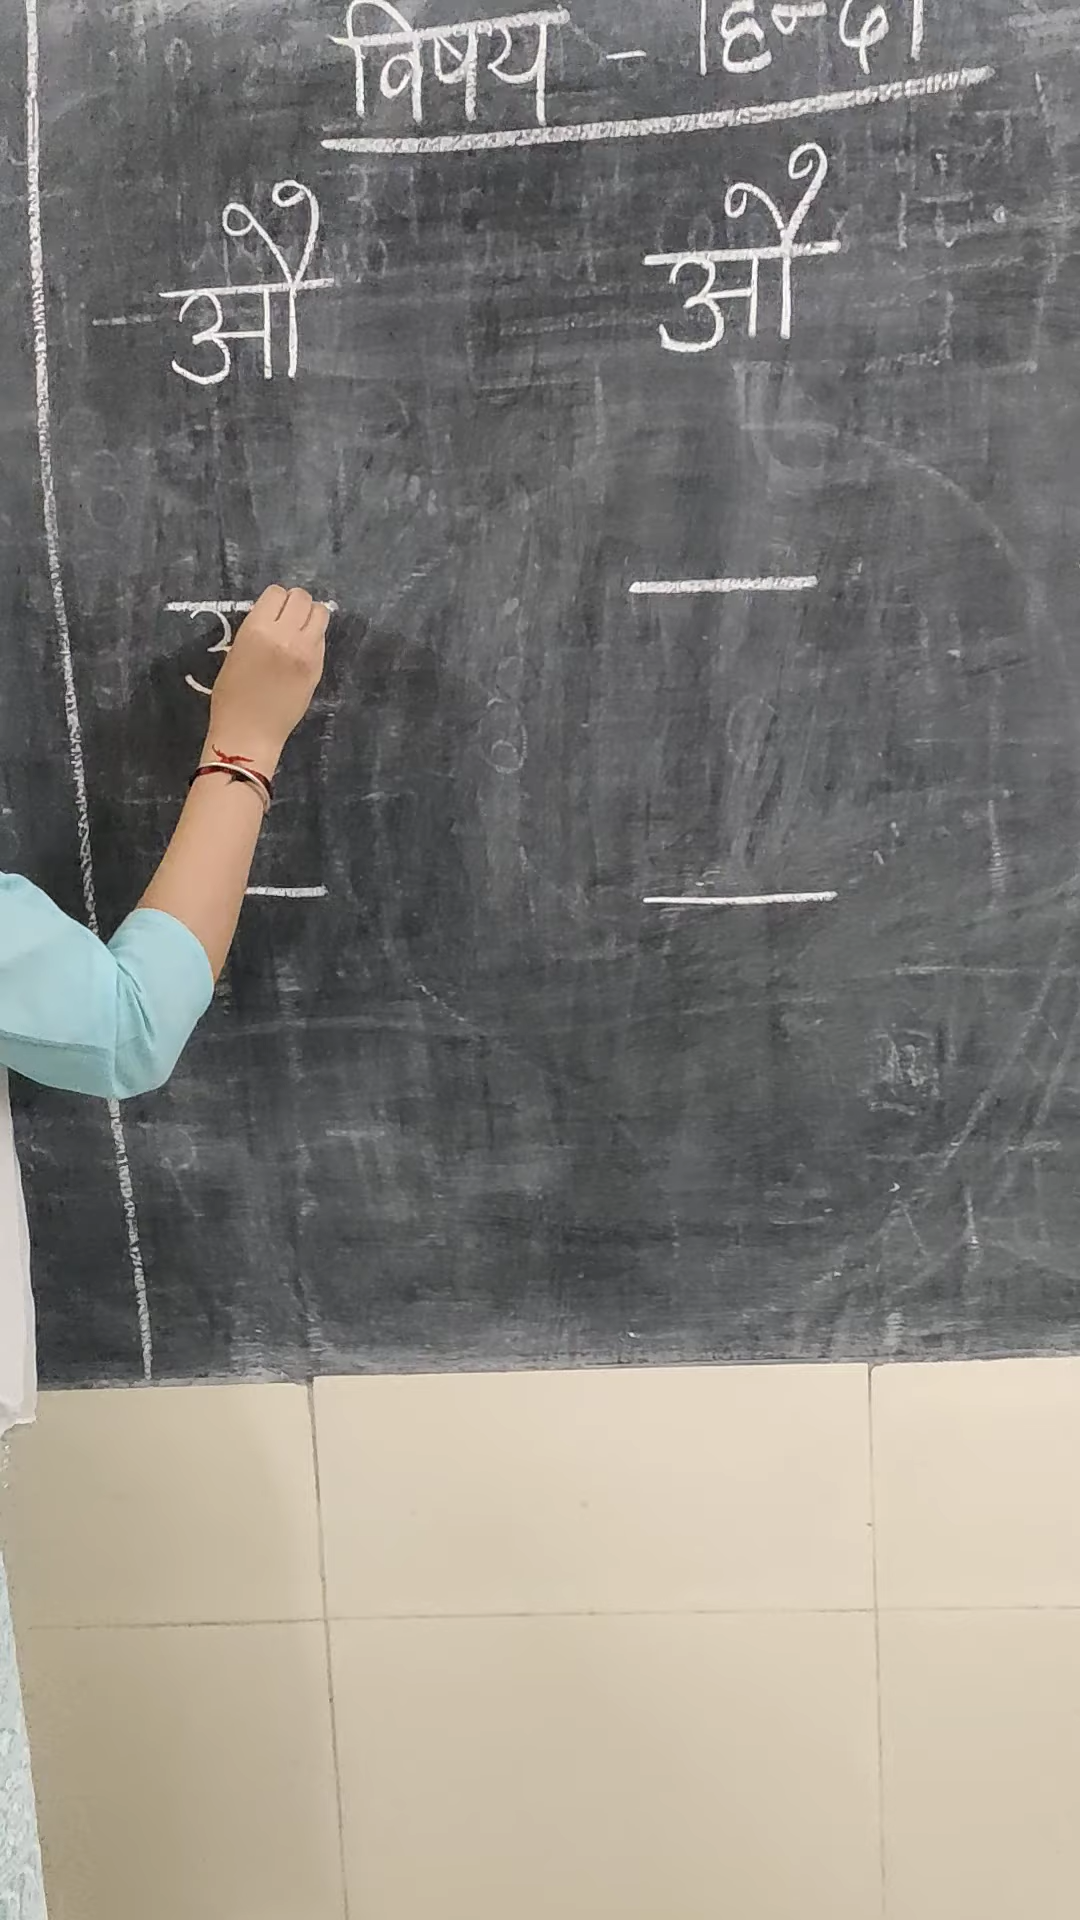 विषय - हिन्दी
औ औ
उ